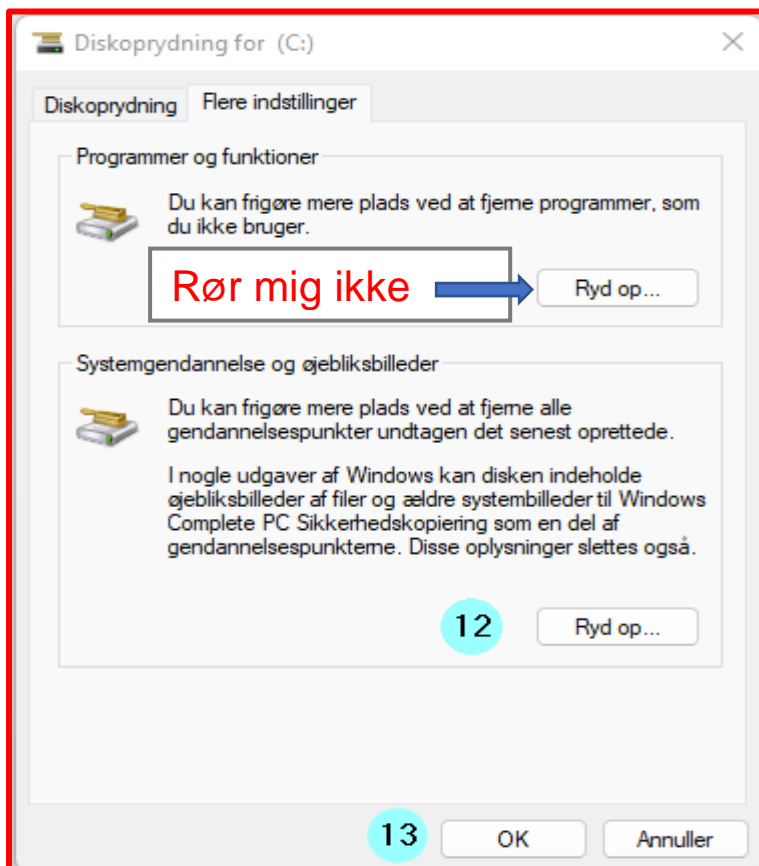 Diskoprydning for (C:)
Diskoprydning Flere indstillinger
Programmer og funktioner
Du kan frigøre mere plads ved at fjerne programmer, som
du ikke bruger.
Rør mig ikke
Ryd op...
Systemgendannelse og øjebliksbilleder
Du kan frigøre mere plads ved at fjerne alle
gendannelsespunkter undtagen det senest oprettede.
I nogle udgaver af Windows kan disken indeholde
øjebliksbilleder af filer og ældre systembilleder til Windows
Complete PC Sikkerhedskopiering som en del af
gendannelsespunkterne. Disse oplysninger slettes også.
12 Ryd op...
13 OK Annuller